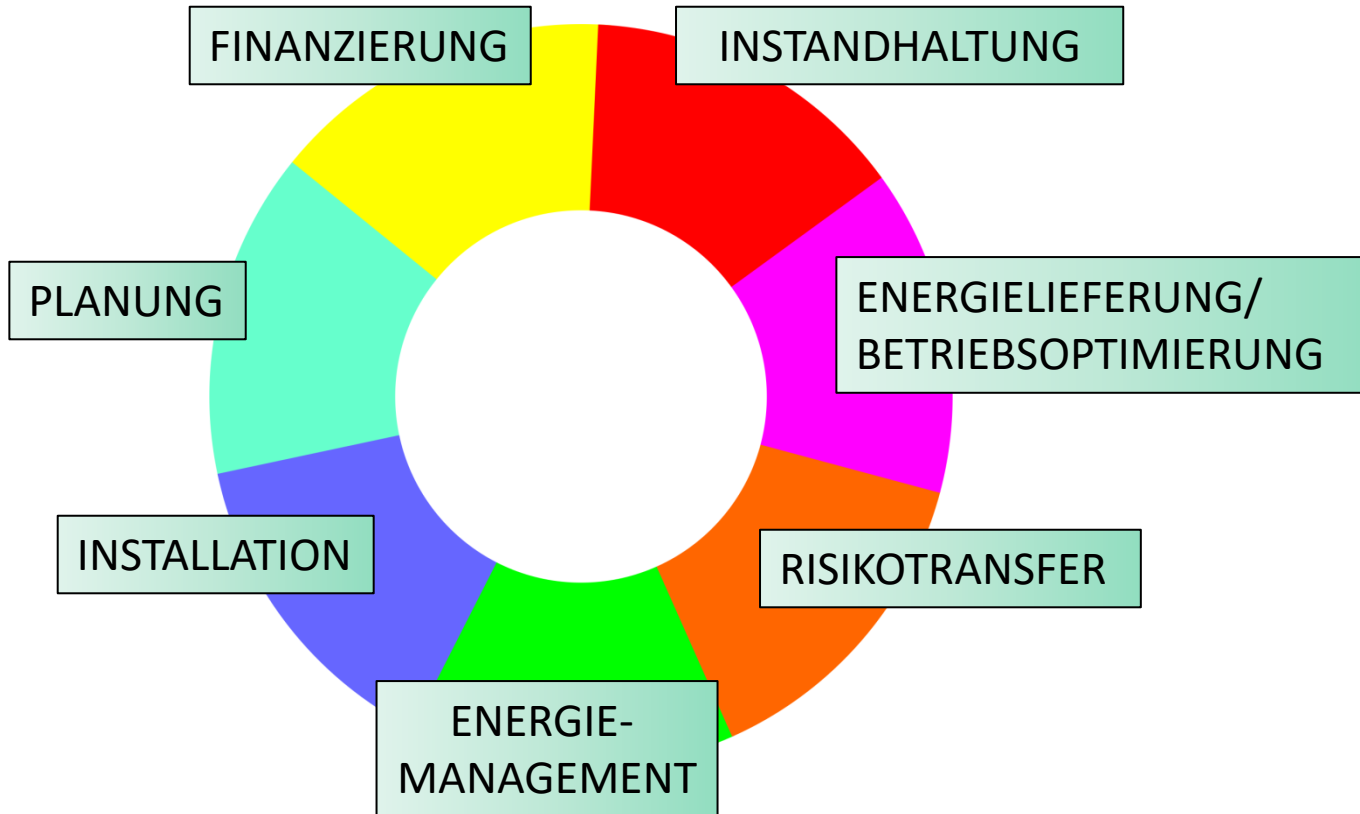 FINANZIERUNG
INSTANDHALTUNG
PLANUNG
ENERGIELIEFERUNG/
BETRIEBSOPTIMIERUNG
INSTALLATION
RISIKOTRANSFER
ENERGIE-
MANAGEMENT